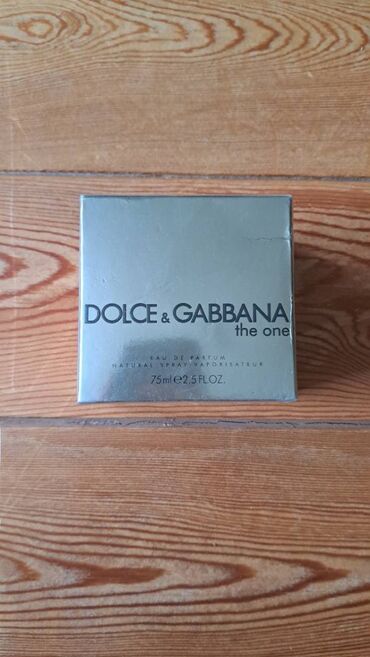 DOLCE & GABBANA
the one
EAU DE PARFUM
NATURAL SPRAY VAPORISATEUR
75ml ℮ 2.5 FL.OZ.